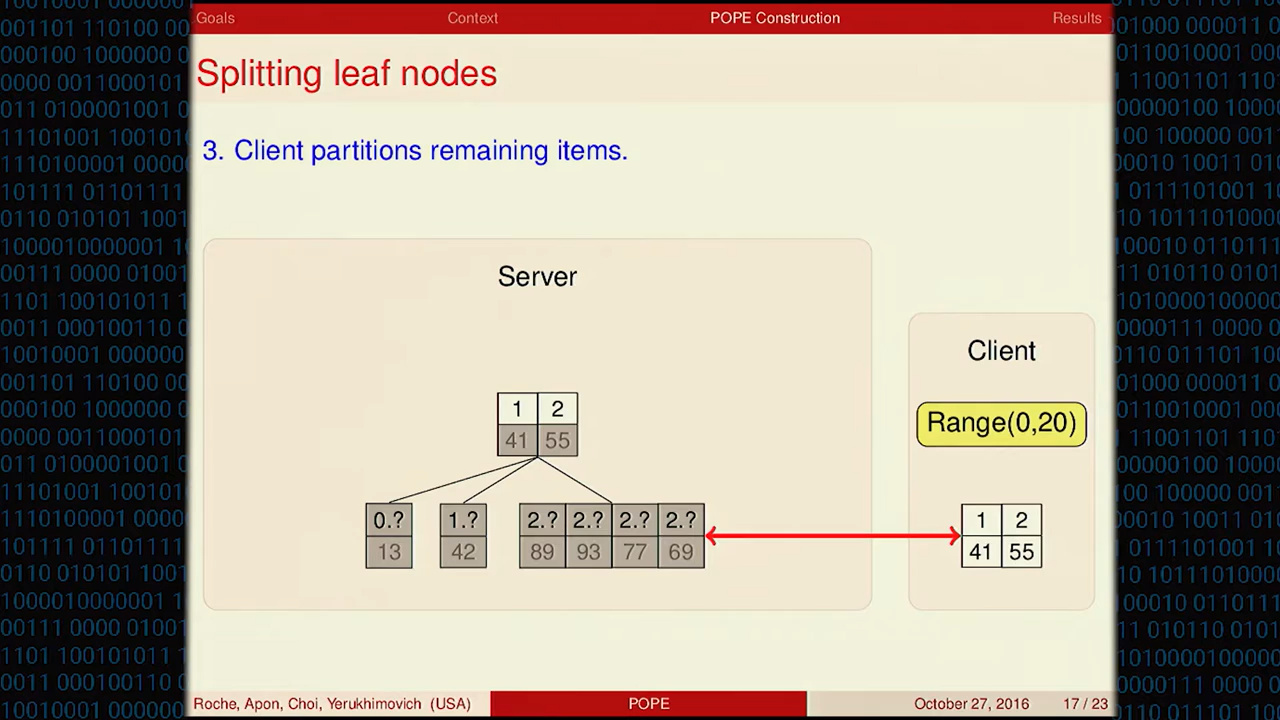 Goals Context POPE Construction Results
Splitting leaf nodes
3. Client partitions remaining items.
Server
Client
Range(0,20)
1 2
41 55
0.? 1.? 2.? 2.? 2.? 2.?
13 42 89 93 77 69
1 2
41 55
Roche, Apon, Choi, Yerukhimovich (USA) POPE October 27, 2016 17 / 23